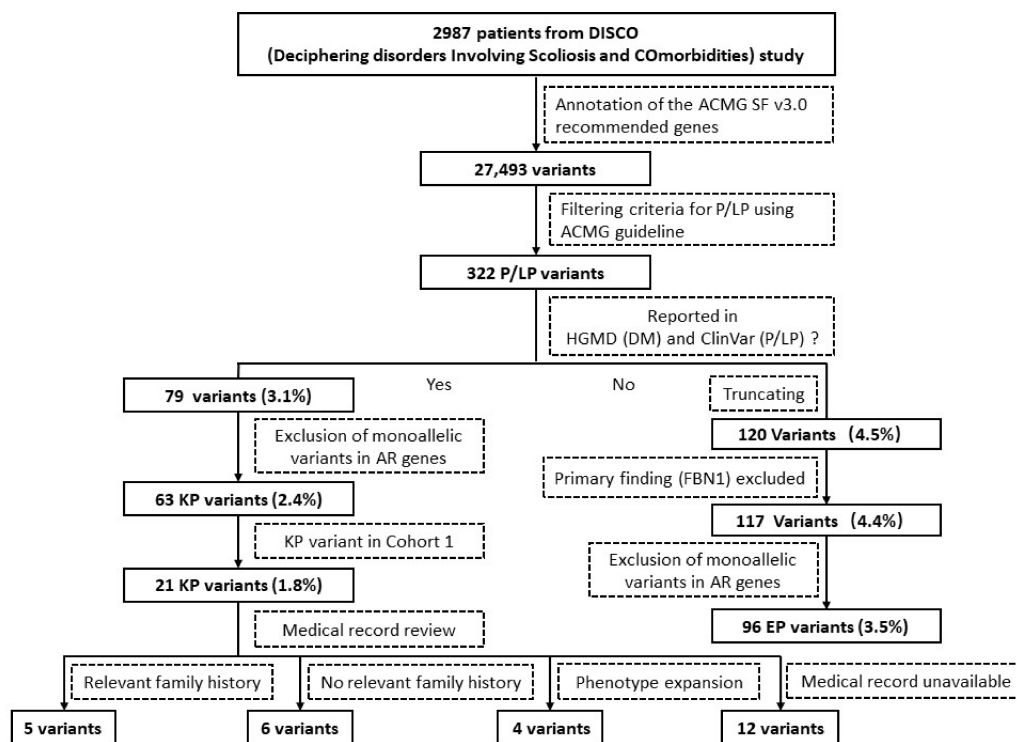 2987 patients from DISCO
(Deciphering disorders Involving Scoliosis and COmorbidities) study
Annotation of the ACMG SF v3.0
recommended genes
27,493 variants
Filtering criteria for P/LP using
ACMG guideline
322 P/LP variants
Reported in
HGMD (DM) and ClinVar (P/LP) ?
Yes
No
79 variants (3.1%)
Truncating
120 Variants (4.5%)
Exclusion of monoallelic
variants in AR genes
Primary finding (FBN1) excluded
63 KP variants (2.4%)
117 Variants (4.4%)
KP variant in Cohort 1
Exclusion of monoallelic
variants in AR genes
21 KP variants (1.8%)
96 EP variants (3.5%)
Medical record review
Relevant family history
No relevant family history
Phenotype expansion
Medical record unavailable
5 variants
6 variants
4 variants
12 variants